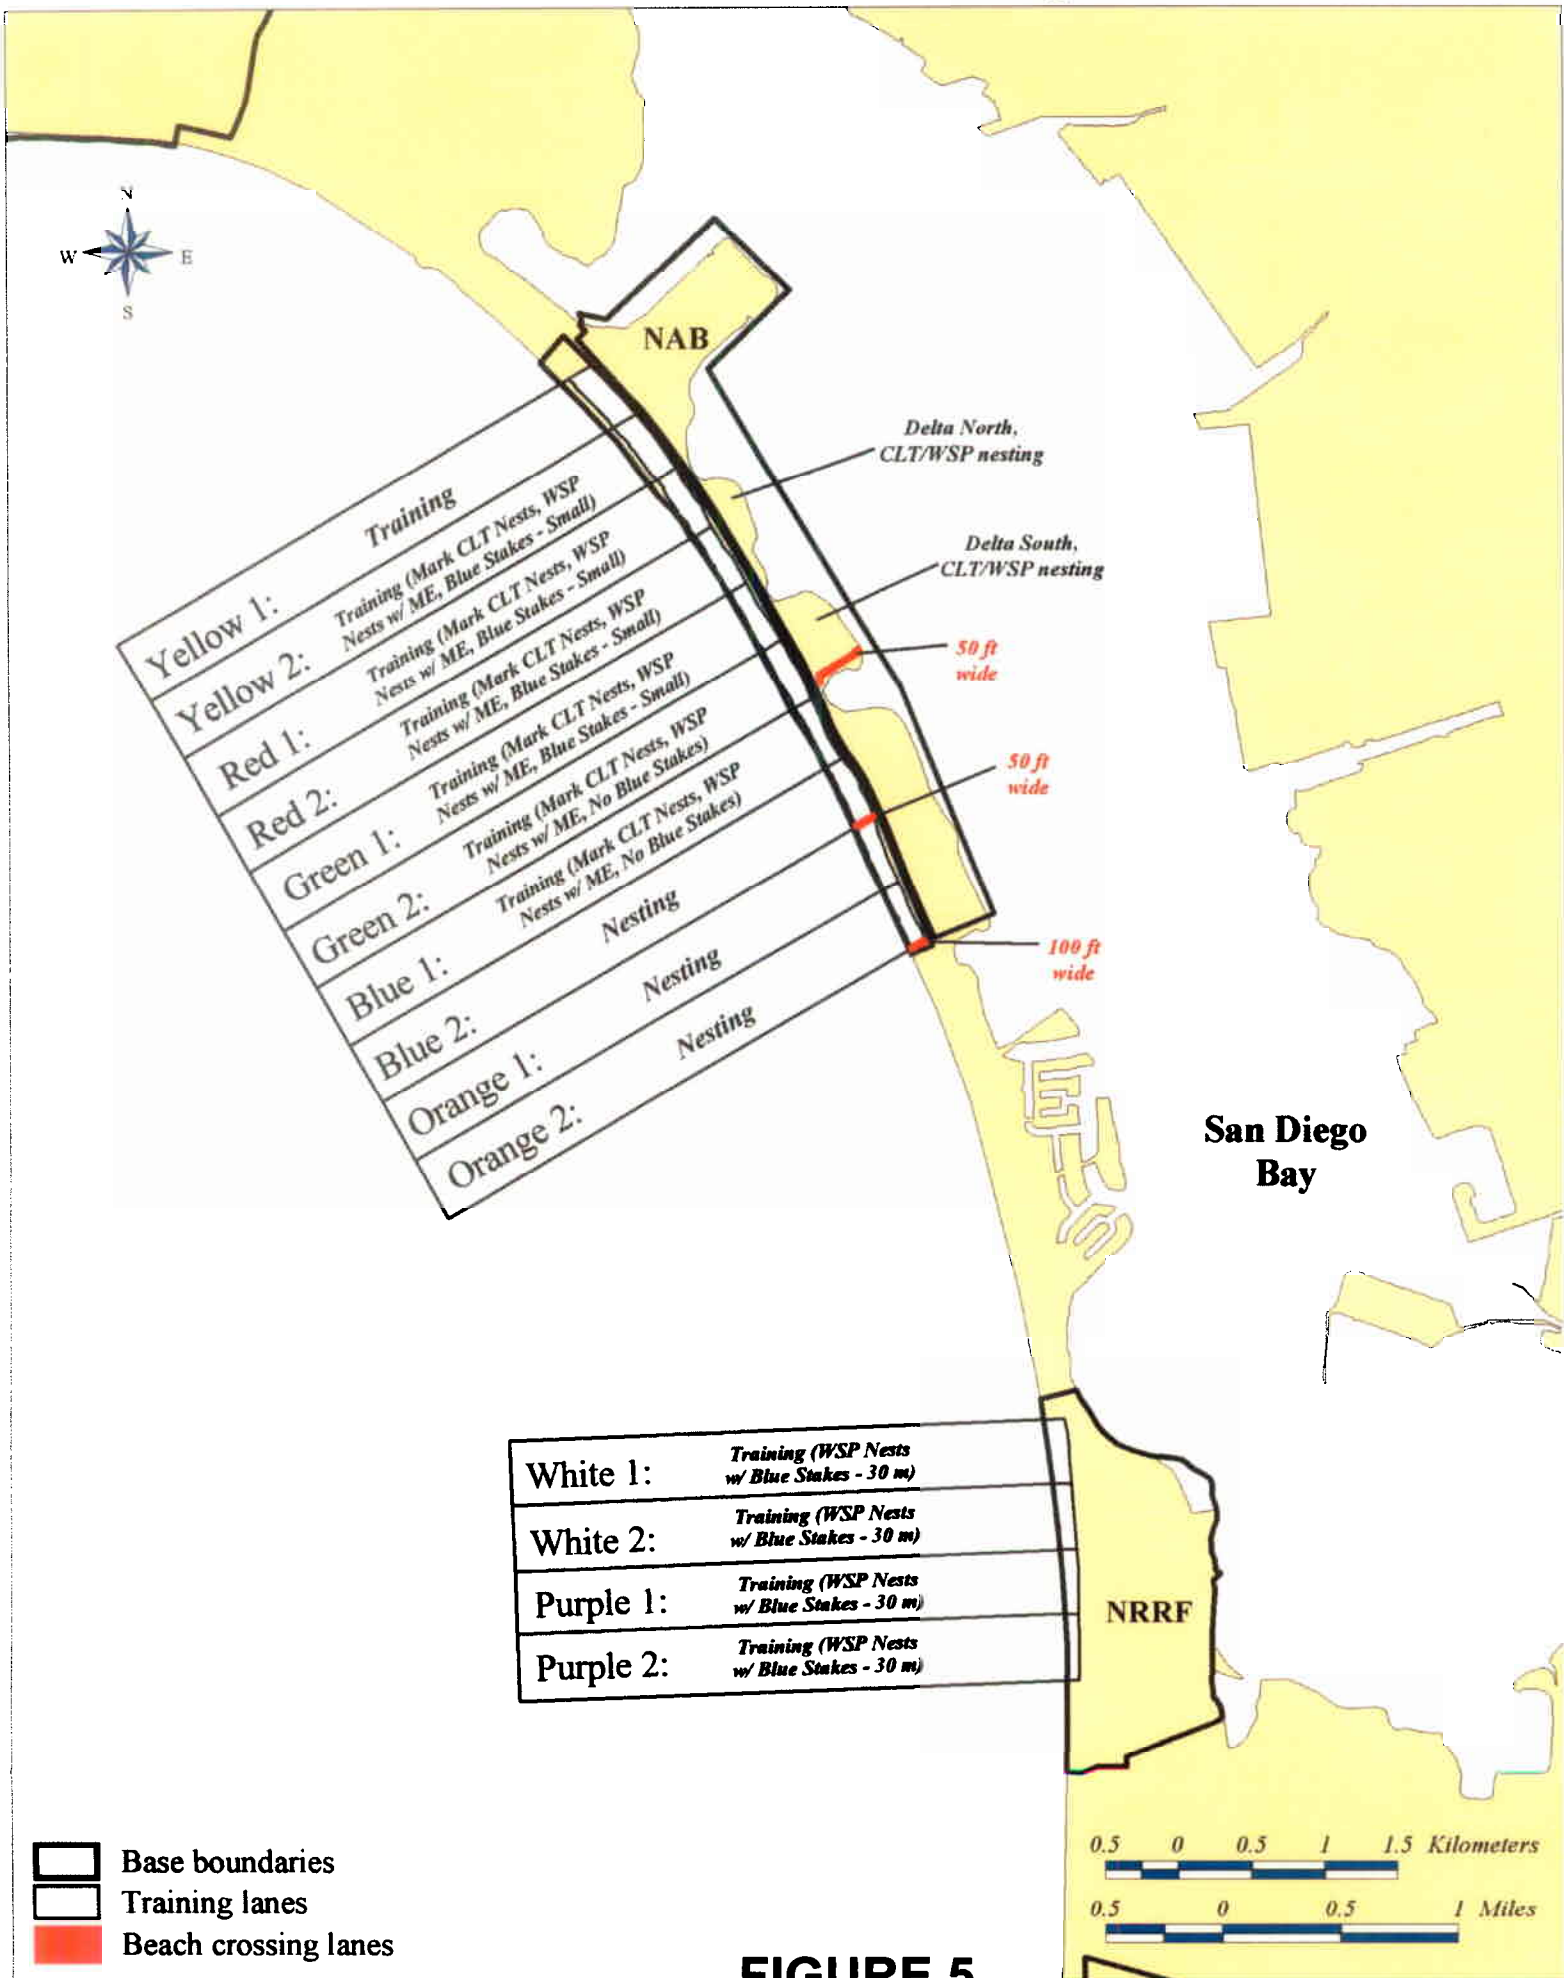 N
W E
S
NAB
Delta North,
CLT/WSP nesting
Delta South,
CLT/WSP nesting
50 ft
wide
50 ft
wide
100 ft
wide
Yellow 1: Training
Yellow 2: Training (Mark CLT Nests, WSP
Nests w/ ME, Blue Stakes - Small)
Red 1: Training (Mark CLT Nests, WSP
Nests w/ ME, Blue Stakes - Small)
Red 2: Training (Mark CLT Nests, WSP
Nests w/ ME, Blue Stakes - Small)
Green 1: Training (Mark CLT Nests, WSP
Nests w/ ME, Blue Stakes - Small)
Green 2: Training (Mark CLT Nests, WSP
Nests w/ ME, No Blue Stakes)
Blue 1: Training (Mark CLT Nests, WSP
Nests w/ ME, No Blue Stakes)
Blue 2: Nesting
Orange 1: Nesting
Orange 2: Nesting
San Diego
Bay
White 1: Training (WSP Nests
w/ Blue Stakes - 30 m)
White 2: Training (WSP Nests
w/ Blue Stakes - 30 m)
Purple 1: Training (WSP Nests
w/ Blue Stakes - 30 m)
Purple 2: Training (WSP Nests
w/ Blue Stakes - 30 m)
NRRF
Base boundaries
Training lanes
Beach crossing lanes
0.5 0 0.5 1 1.5 Kilometers
0.5 0 0.5 1 Miles
FIGURE 5